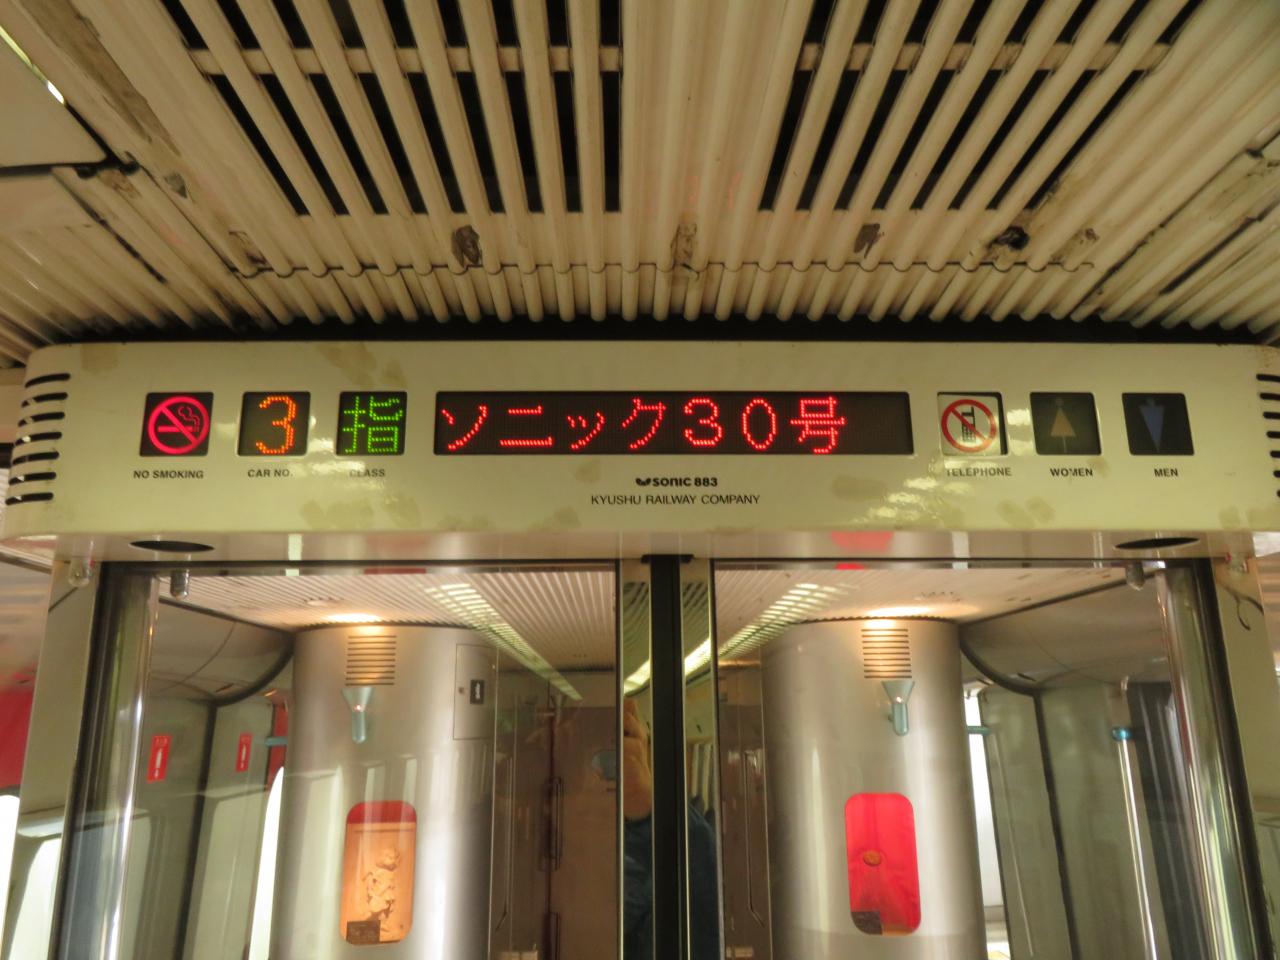 3 指 ソニック30号
NO SMOKING CAR NO. CLASS TELEPHONE WOMEN MEN
SONIC 883
KYUSHU RAILWAY COMPANY